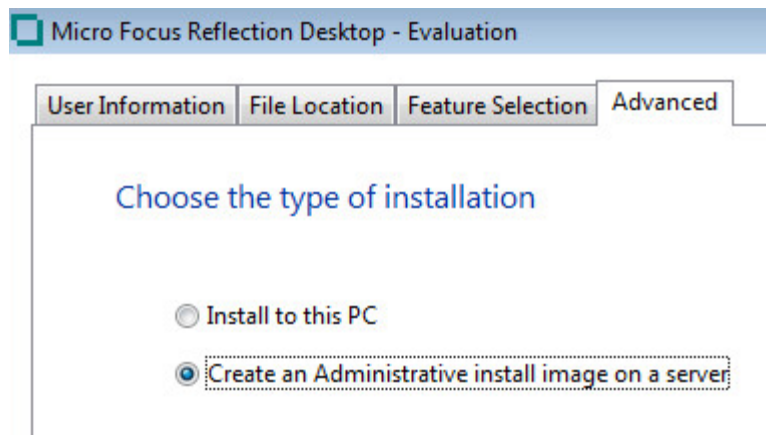 Micro Focus Reflection Desktop - Evaluation
User Information File Location Feature Selection Advanced
Choose the type of installation
Install to this PC
Create an Administrative install image on a server